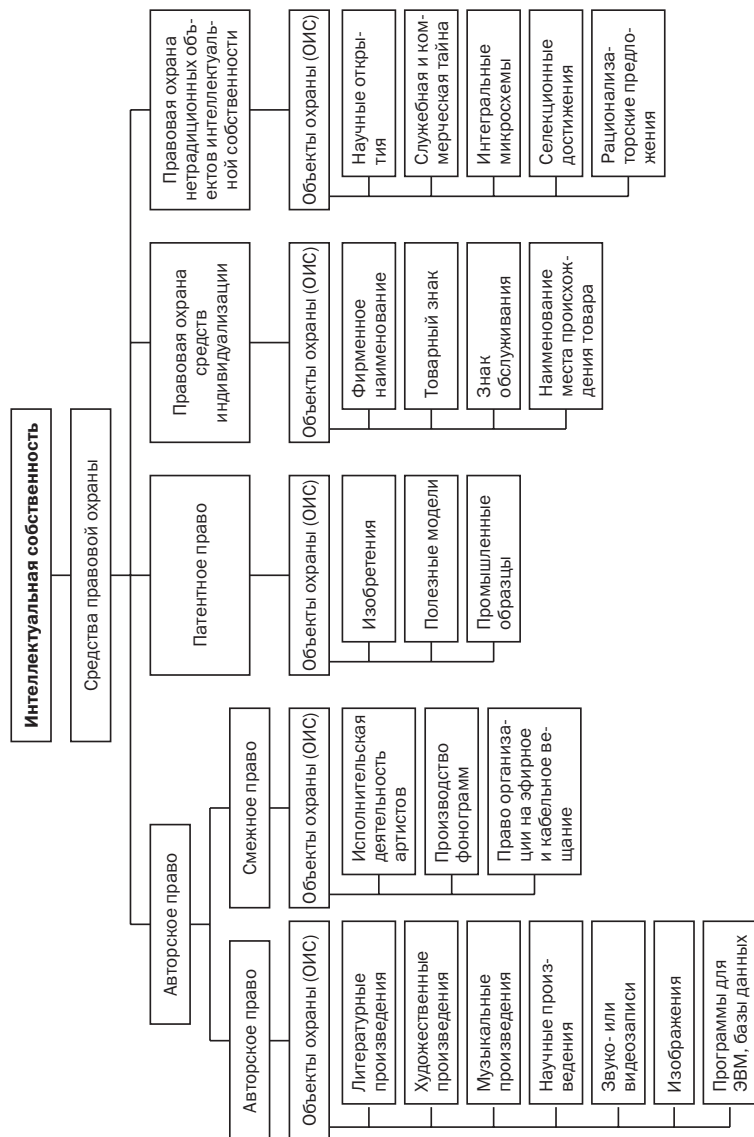 Интеллектуальная собственность
Средства правовой охраны
Авторское право
Авторское право
Объекты охраны (ОИС)
Литературные
произведения
Художественные
произведения
Музыкальные
произведения
Научные произ-
ведения
Звуко- или
видеозаписи
Изображения
Программы для
ЭВМ, базы данных
Смежное право
Объекты охраны (ОИС)
Исполнительская
деятельность
артистов
Производство
фонограмм
Право организа-
ции на эфирное
и кабельное ве-
щание
Патентное право
Объекты охраны (ОИС)
Изобретения
Полезные модели
Промышленные
образцы
Правовая охрана
средств
индивидуализации
Объекты охраны (ОИС)
Фирменное
наименование
Товарный знак
Знак
обслуживания
Наименование
места происхож-
дения товара
Правовая охрана
нетрадиционных объ-
ектов интеллектуаль-
ной собственности
Объекты охраны (ОИС)
Научные откры-
тия
Служебная и ком-
мерческая тайна
Интегральные
микросхемы
Селекционные
достижения
Рационализа-
торские предло-
жения